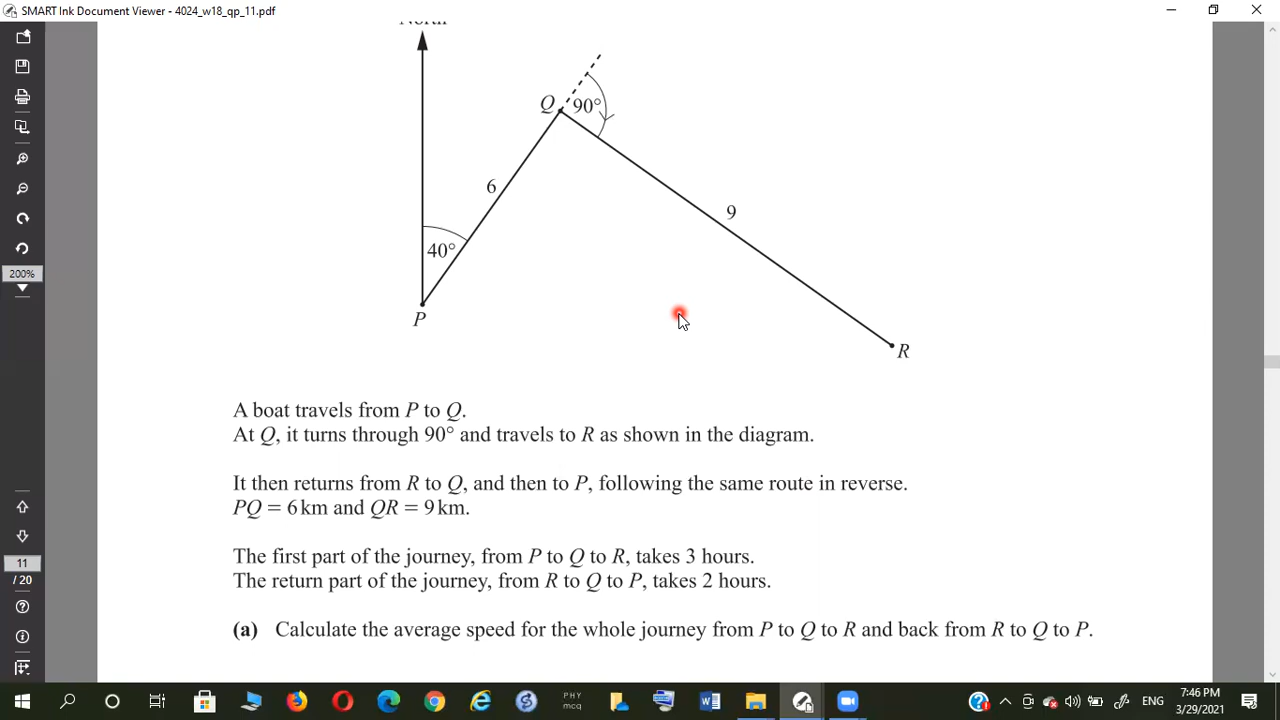 SMART Ink Document Viewer - 4024_w18_qp_11.pdf
North
Q
90°
6
9
40°
P
R
200%
A boat travels from P to Q.
At Q, it turns through 90° and travels to R as shown in the diagram.
It then returns from R to Q, and then to P, following the same route in reverse.
PQ = 6 km and QR = 9 km.
The first part of the journey, from P to Q to R, takes 3 hours.
The return part of the journey, from R to Q to P, takes 2 hours.
11
/ 20
(a) Calculate the average speed for the whole journey from P to Q to R and back from R to Q to P.
PHY
mcq
ENG
7:46 PM
3/29/2021